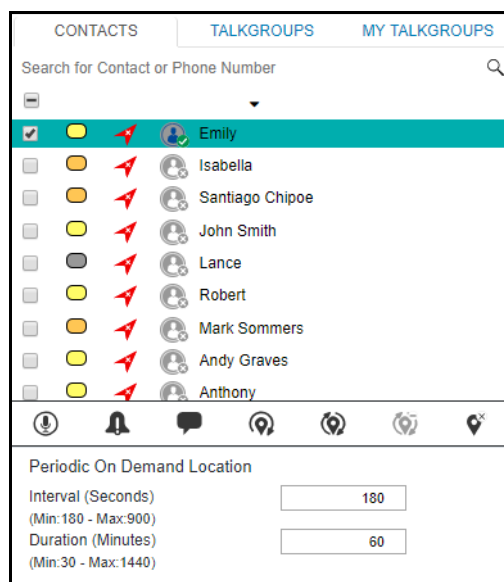 CONTACTS TALKGROUPS MY TALKGROUPS
Search for Contact or Phone Number
Emily
Isabella
Santiago Chipoe
John Smith
Lance
Robert
Mark Sommers
Andy Graves
Anthony
Periodic On Demand Location
Interval (Seconds) 180
(Min:180 - Max:900)
Duration (Minutes) 60
(Min:30 - Max:1440)